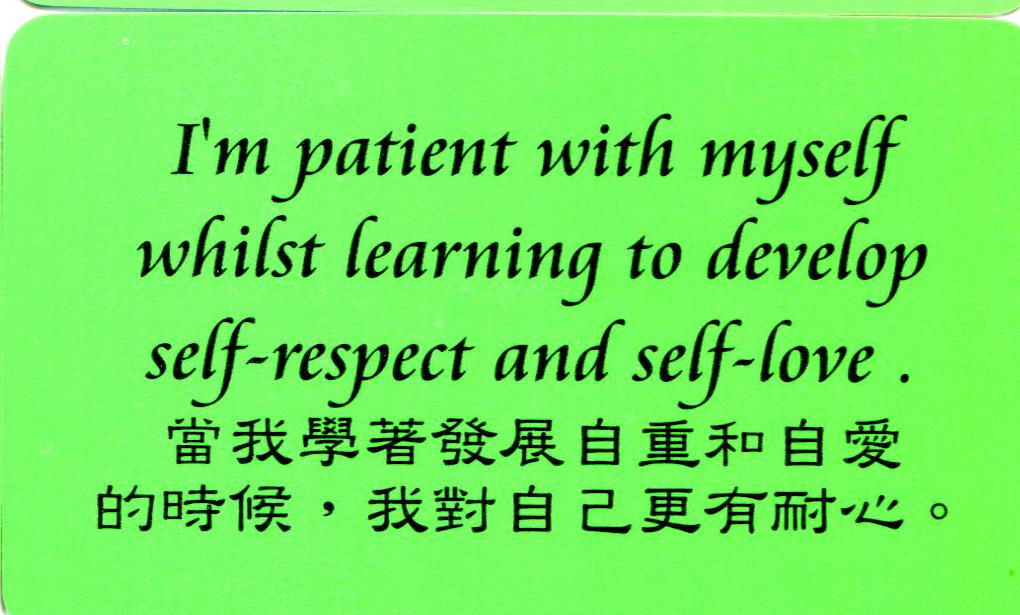 I'm patient with myself
whilst learning to develop
self-respect and self-love .
當我學著發展自重和自愛
的時候，我對自己更有耐心。